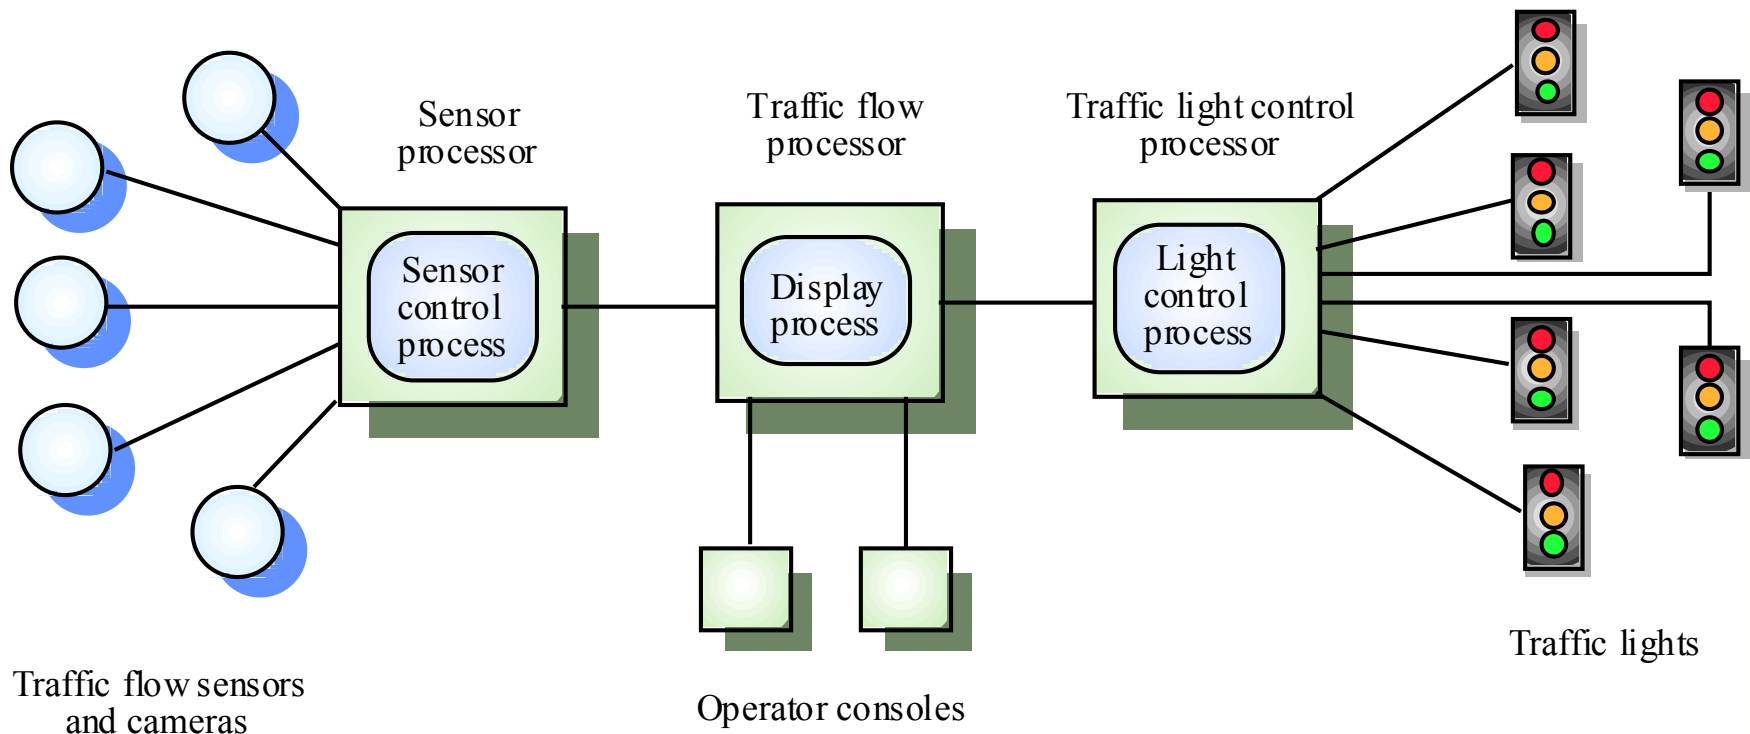 Sensor
processor
Traffic flow
processor
Traffic light control
processor
Sensor
control
process
Display
process
Light
control
process
Traffic lights
Traffic flow sensors
and cameras
Operator consoles